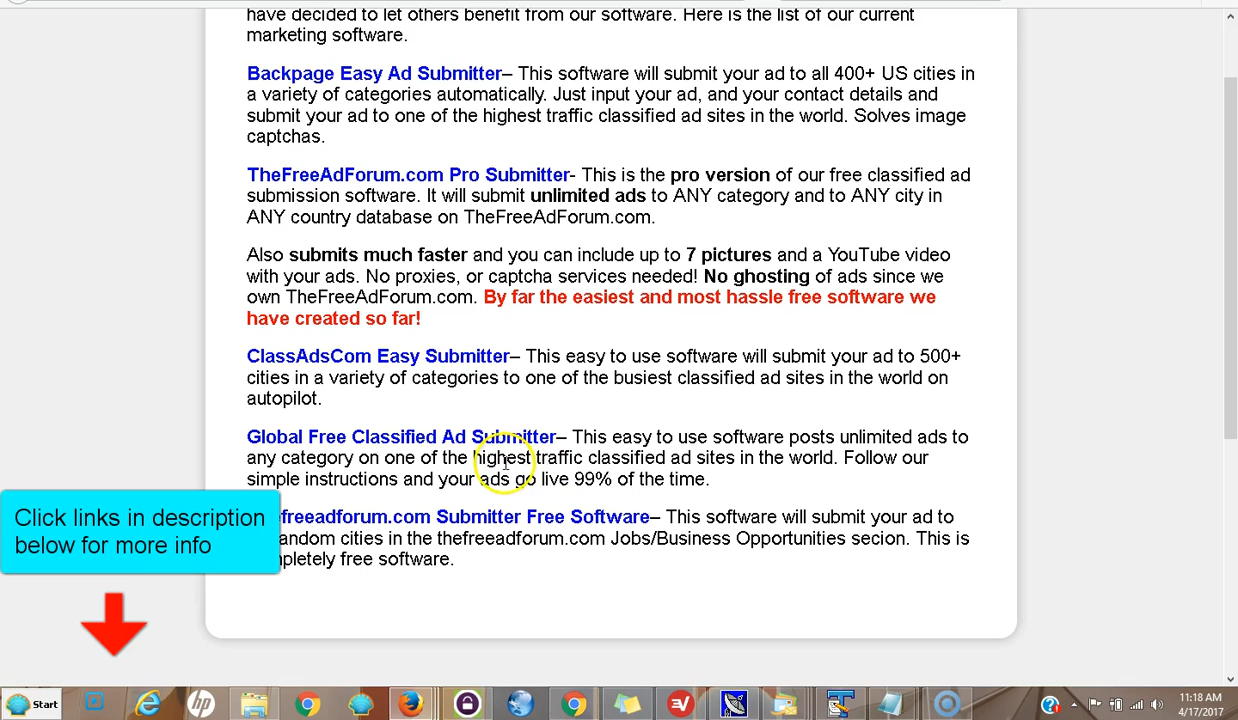 have decided to let others benefit from our software. Here is the list of our current
marketing software.
Backpage Easy Ad Submitter– This software will submit your ad to all 400+ US cities in
a variety of categories automatically. Just input your ad, and your contact details and
submit your ad to one of the highest traffic classified ad sites in the world. Solves image
captchas.
TheFreeAdForum.com Pro Submitter- This is the pro version of our free classified ad
submission software. It will submit unlimited ads to ANY category and to ANY city in
ANY country database on TheFreeAdForum.com.
Also submits much faster and you can include up to 7 pictures and a YouTube video
with your ads. No proxies, or captcha services needed! No ghosting of ads since we
own TheFreeAdForum.com. By far the easiest and most hassle free software we
have created so far!
ClassAdsCom Easy Submitter– This easy to use software will submit your ad to 500+
cities in a variety of categories to one of the busiest classified ad sites in the world on
autopilot.
Global Free Classified Ad Submitter– This easy to use software posts unlimited ads to
any category on one of the highest traffic classified ad sites in the world. Follow our
simple instructions and your ads go live 99% of the time.
freeadforum.com Submitter Free Software– This software will submit your ad to
andom cities in the thefreeadforum.com Jobs/Business Opportunities secion. This is
pletely free software.
Click links in description
below for more info
Start
hp
11:18 AM
4/17/2017